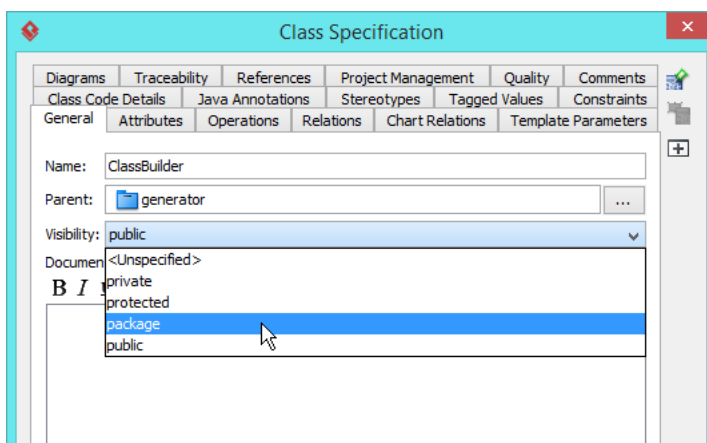 Class Specification
Diagrams Traceability References Project Management Quality Comments
Class Code Details Java Annotations Stereotypes Tagged Values Constraints
General Attributes Operations Relations Chart Relations Template Parameters
Name: ClassBuilder
Parent: generator ...
Visibility: public
Documen <Unspecified>
B I private
protected
package
public